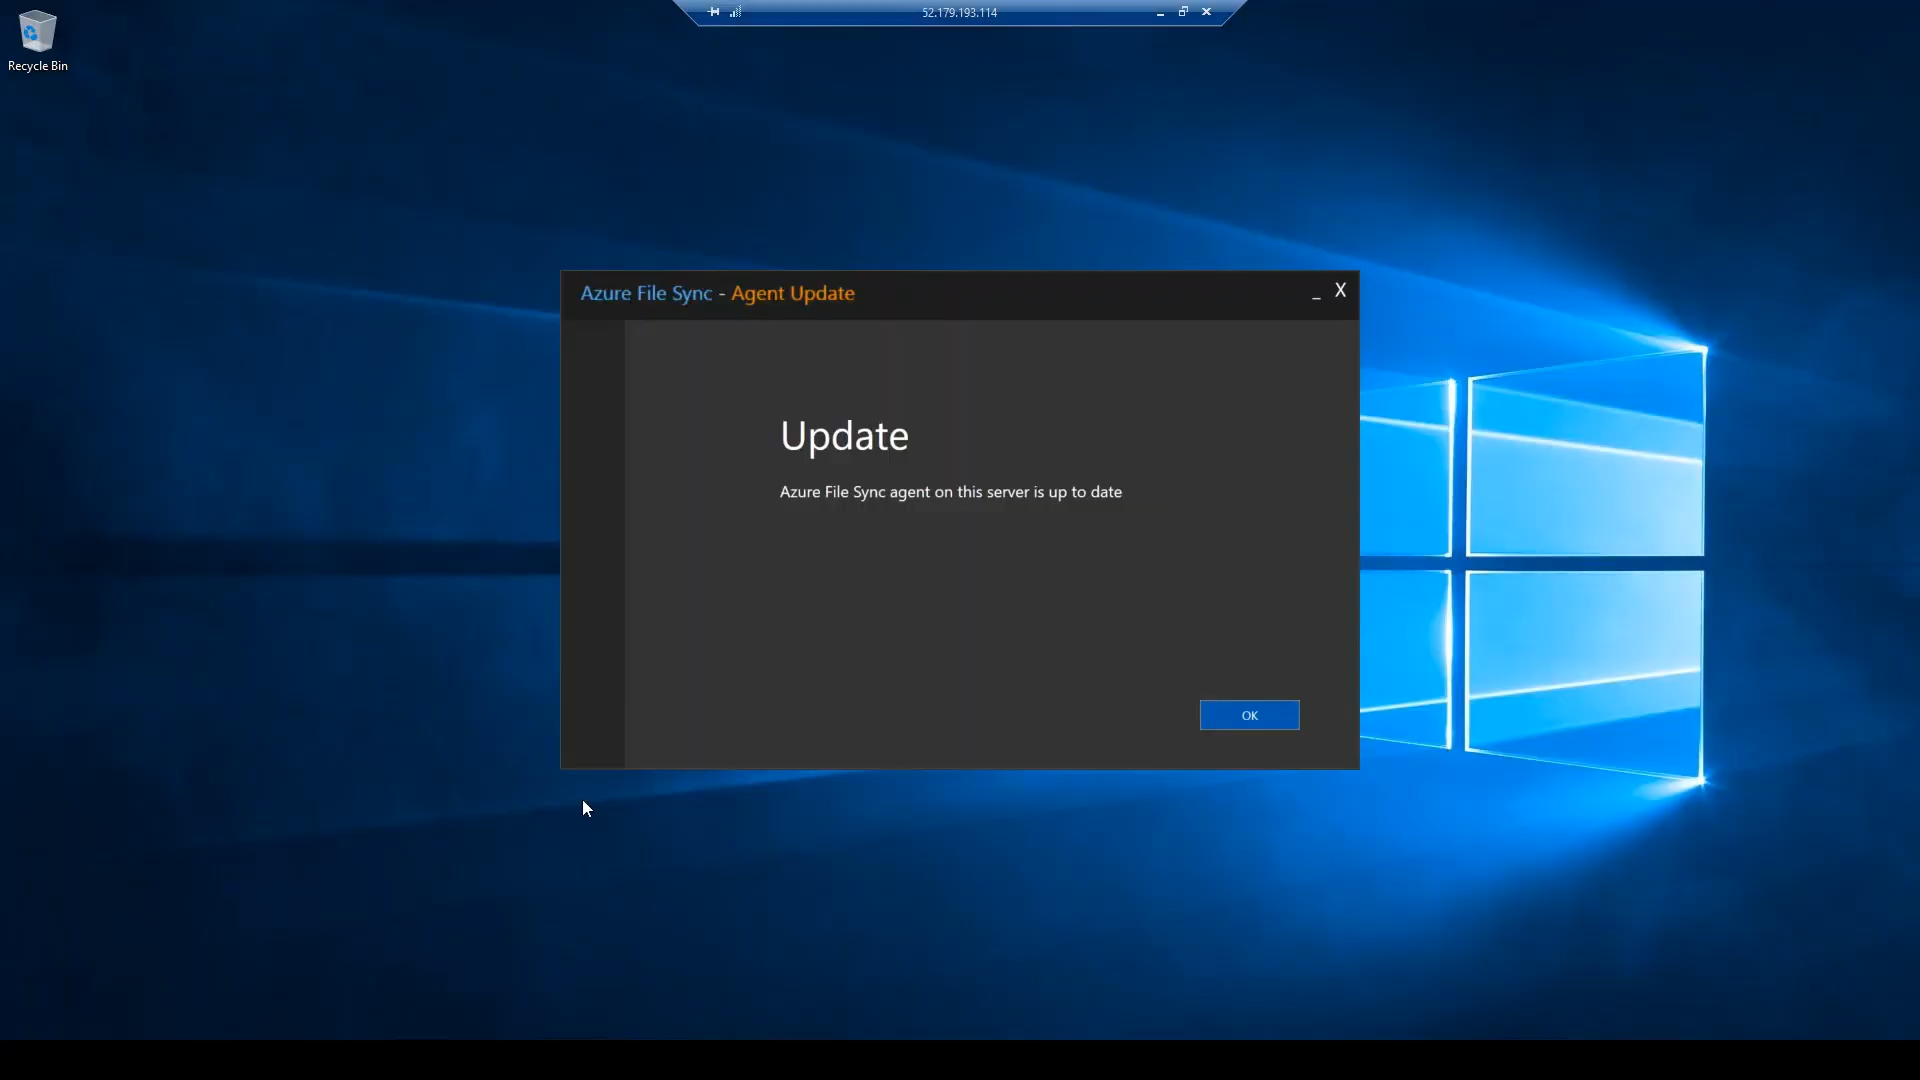 52.179.193.114
Recycle Bin
Azure File Sync - Agent Update
X
Update
Azure File Sync agent on this server is up to date
OK